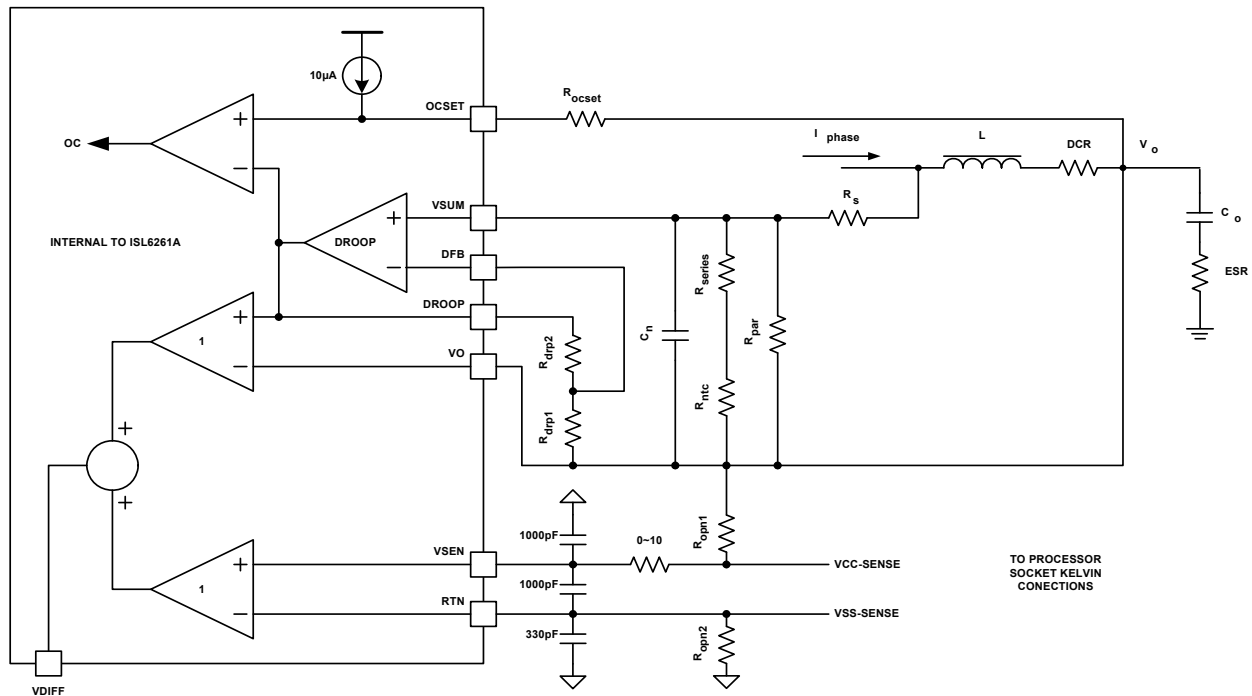 10µA
OCSET
R ocset
OC
+
−
I phase
L
DCR
V o
VSUM
R s
C o
INTERNAL TO ISL6261A
DROOP
+
−
DFB
ESR
DROOP
R series
C n
R par
1
+
−
VO
R drp2
R ntc
R drp1
+
+
1000pF
0~10
R opn1
VSEN
VCC-SENSE
TO PROCESSOR
SOCKET KELVIN
CONECTIONS
1
+
−
1000pF
RTN
VSS-SENSE
330pF
R opn2
VDIFF